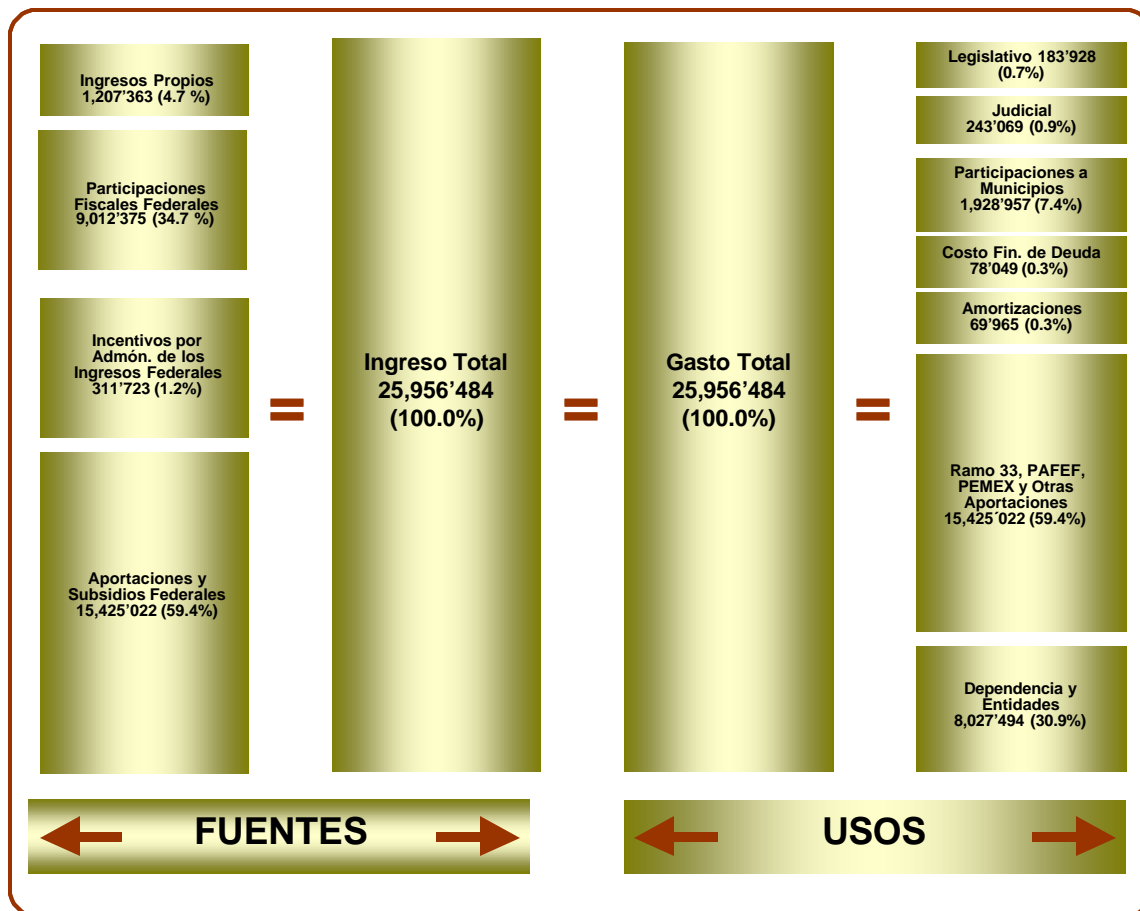 Ingresos Propios
1,207’363 (4.7 %)
Participaciones
Fiscales Federales
9,012’375 (34.7 %)
Incentivos por
Admón. de los
Ingresos Federales
311’723 (1.2%)
Aportaciones y
Subsidios Federales
15,425’022 (59.4%)
Ingreso Total
25,956’484
(100.0%)
Gasto Total
25,956’484
(100.0%)
Legislativo 183’928
(0.7%)
Judicial
243’069 (0.9%)
Participaciones a
Municipios
1,928’957 (7.4%)
Costo Fin. de Deuda
78’049 (0.3%)
Amortizaciones
69’965 (0.3%)
Ramo 33, PAFEF,
PEMEX y Otras
Aportaciones
15,425´022 (59.4%)
Dependencia y
Entidades
8,027’494 (30.9%)
= = =
FUENTES
USOS